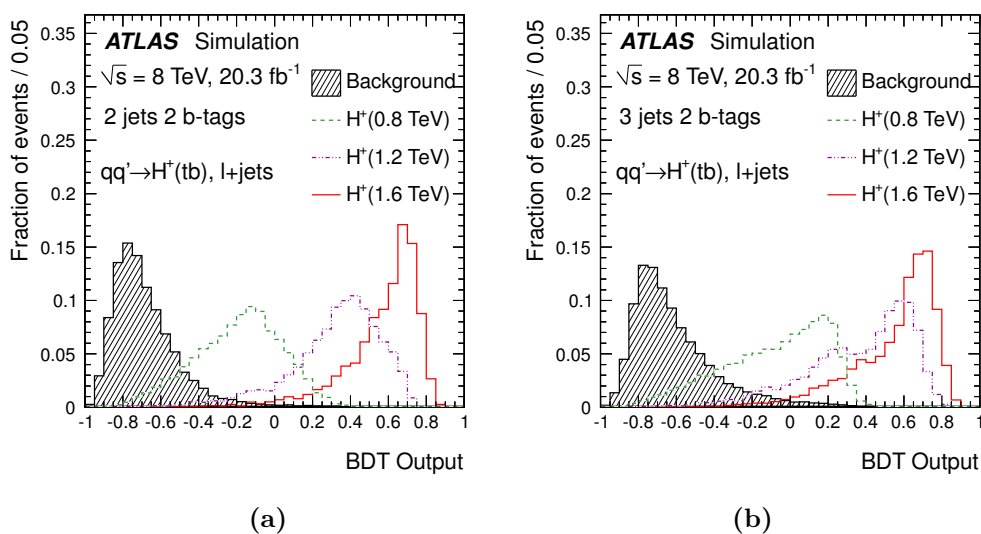 Fraction of events / 0.05
0.35
0.3
0.25
0.2
0.15
0.1
0.05
0
ATLAS Simulation
√s = 8 TeV, 20.3 fb⁻¹
2 jets 2 b-tags
qq'→H⁺(tb), l+jets
Background
H⁺(0.8 TeV)
H⁺(1.2 TeV)
H⁺(1.6 TeV)
-1 -0.8 -0.6 -0.4 -0.2 0 0.2 0.4 0.6 0.8 1
BDT Output
(a)
Fraction of events / 0.05
0.35
0.3
0.25
0.2
0.15
0.1
0.05
0
ATLAS Simulation
√s = 8 TeV, 20.3 fb⁻¹
3 jets 2 b-tags
qq'→H⁺(tb), l+jets
Background
H⁺(0.8 TeV)
H⁺(1.2 TeV)
H⁺(1.6 TeV)
-1 -0.8 -0.6 -0.4 -0.2 0 0.2 0.4 0.6 0.8 1
BDT Output
(b)